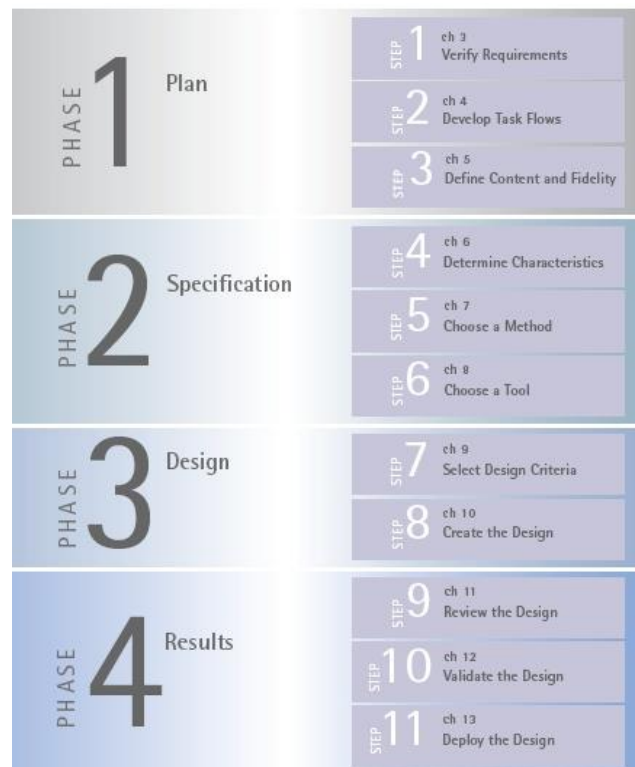 PHASE 1
Plan
STEP 1
ch 3
Verify Requirements
STEP 2
ch 4
Develop Task Flows
STEP 3
ch 5
Define Content and Fidelity
PHASE 2
Specification
STEP 4
ch 6
Determine Characteristics
STEP 5
ch 7
Choose a Method
STEP 6
ch 8
Choose a Tool
PHASE 3
Design
STEP 7
ch 9
Select Design Criteria
STEP 8
ch 10
Create the Design
PHASE 4
Results
STEP 9
ch 11
Review the Design
STEP 10
ch 12
Validate the Design
STEP 11
ch 13
Deploy the Design